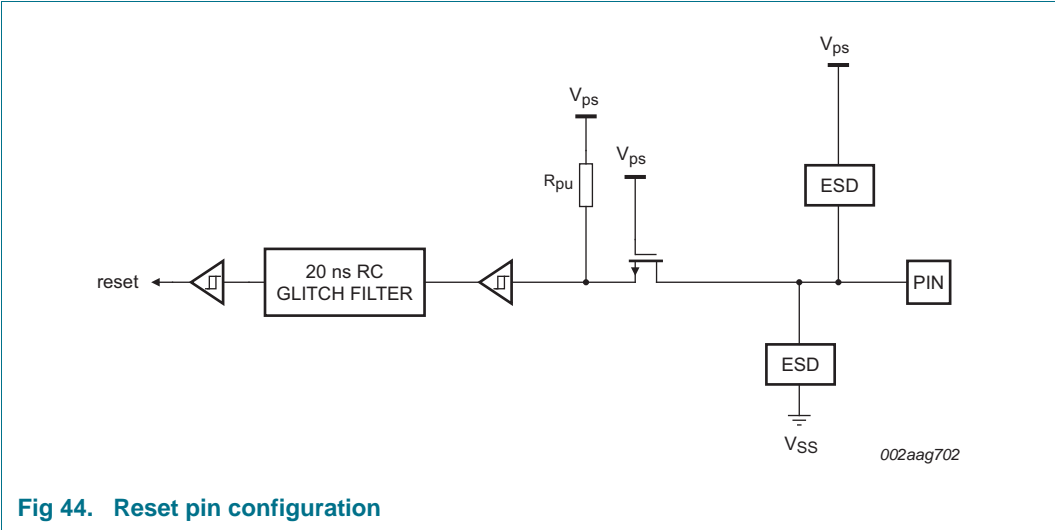 Vps
Vps
Vps
Rpu
ESD
reset
20 ns RC
GLITCH FILTER
PIN
ESD
VSS
002aag702
Fig 44. Reset pin configuration